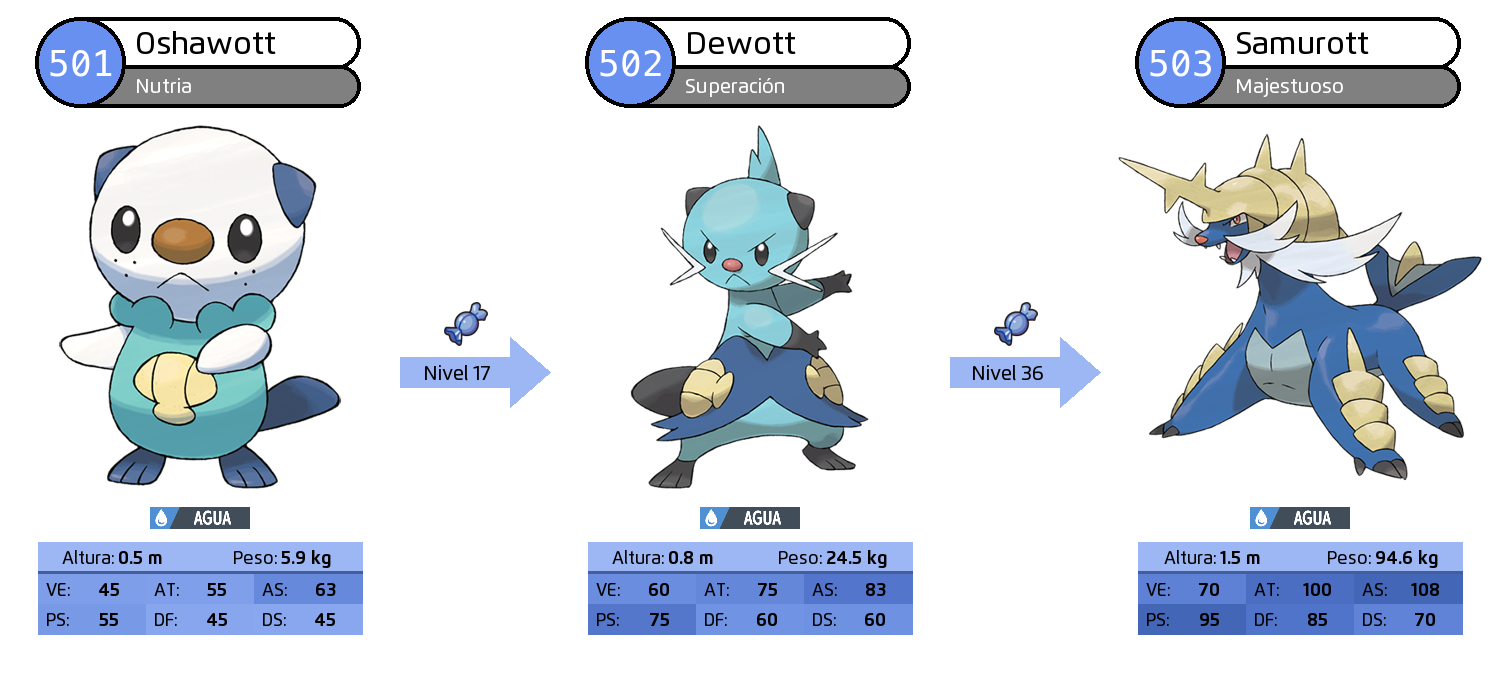 501 Oshawott
Nutria
502 Dewott
Superación
503 Samurott
Majestuoso
Nivel 17
Nivel 36
AGUA
Altura: 0.5 m Peso: 5.9 kg
VE: 45 AT: 55 AS: 63
PS: 55 DF: 45 DS: 45
AGUA
Altura: 0.8 m Peso: 24.5 kg
VE: 60 AT: 75 AS: 83
PS: 75 DF: 60 DS: 60
AGUA
Altura: 1.5 m Peso: 94.6 kg
VE: 70 AT: 100 AS: 108
PS: 95 DF: 85 DS: 70